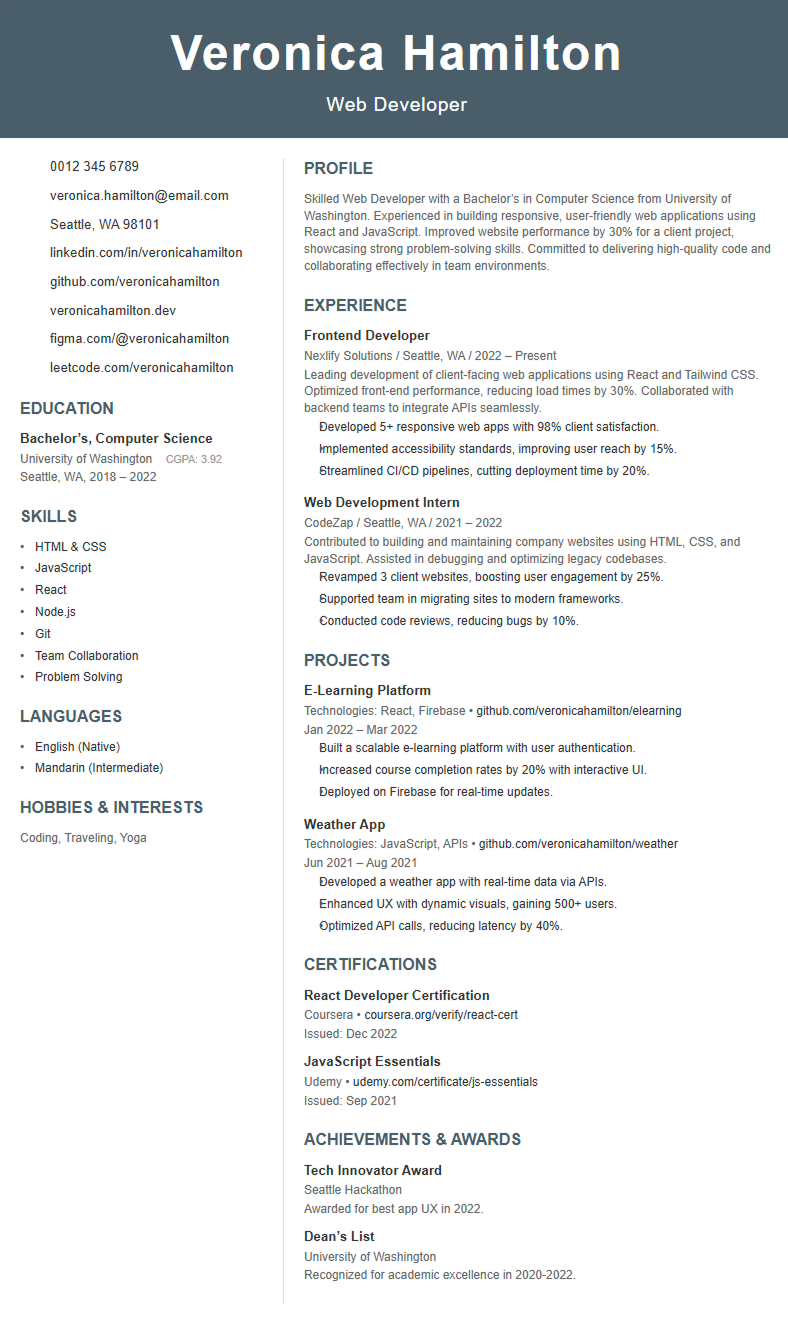 Veronica Hamilton
Web Developer
0012 345 6789
veronica.hamilton@email.com
Seattle, WA 98101
linkedin.com/in/veronicahamilton
github.com/veronicahamilton
veronicahamilton.dev
figma.com/@veronicahamilton
leetcode.com/veronicahamilton
EDUCATION
Bachelor’s, Computer Science
University of Washington CGPA: 3.92
Seattle, WA, 2018 – 2022
SKILLS
• HTML & CSS
• JavaScript
• React
• Node.js
• Git
• Team Collaboration
• Problem Solving
LANGUAGES
• English (Native)
• Mandarin (Intermediate)
HOBBIES & INTERESTS
Coding, Traveling, Yoga
PROFILE
Skilled Web Developer with a Bachelor’s in Computer Science from University of
Washington. Experienced in building responsive, user-friendly web applications using
React and JavaScript. Improved website performance by 30% for a client project,
showcasing strong problem-solving skills. Committed to delivering high-quality code and
collaborating effectively in team environments.
EXPERIENCE
Frontend Developer
Nexlify Solutions / Seattle, WA / 2022 – Present
Leading development of client-facing web applications using React and Tailwind CSS.
Optimized front-end performance, reducing load times by 30%. Collaborated with
backend teams to integrate APIs seamlessly.
Developed 5+ responsive web apps with 98% client satisfaction.
Implemented accessibility standards, improving user reach by 15%.
Streamlined CI/CD pipelines, cutting deployment time by 20%.
Web Development Intern
CodeZap / Seattle, WA / 2021 – 2022
Contributed to building and maintaining company websites using HTML, CSS, and
JavaScript. Assisted in debugging and optimizing legacy codebases.
Revamped 3 client websites, boosting user engagement by 25%.
Supported team in migrating sites to modern frameworks.
Conducted code reviews, reducing bugs by 10%.
PROJECTS
E-Learning Platform
Technologies: React, Firebase • github.com/veronicahamilton/elearning
Jan 2022 – Mar 2022
Built a scalable e-learning platform with user authentication.
Increased course completion rates by 20% with interactive UI.
Deployed on Firebase for real-time updates.
Weather App
Technologies: JavaScript, APIs • github.com/veronicahamilton/weather
Jun 2021 – Aug 2021
Developed a weather app with real-time data via APIs.
Enhanced UX with dynamic visuals, gaining 500+ users.
Optimized API calls, reducing latency by 40%.
CERTIFICATIONS
React Developer Certification
Coursera • coursera.org/verify/react-cert
Issued: Dec 2022
JavaScript Essentials
Udemy • udemy.com/certificate/js-essentials
Issued: Sep 2021
ACHIEVEMENTS & AWARDS
Tech Innovator Award
Seattle Hackathon
Awarded for best app UX in 2022.
Dean’s List
University of Washington
Recognized for academic excellence in 2020-2022.